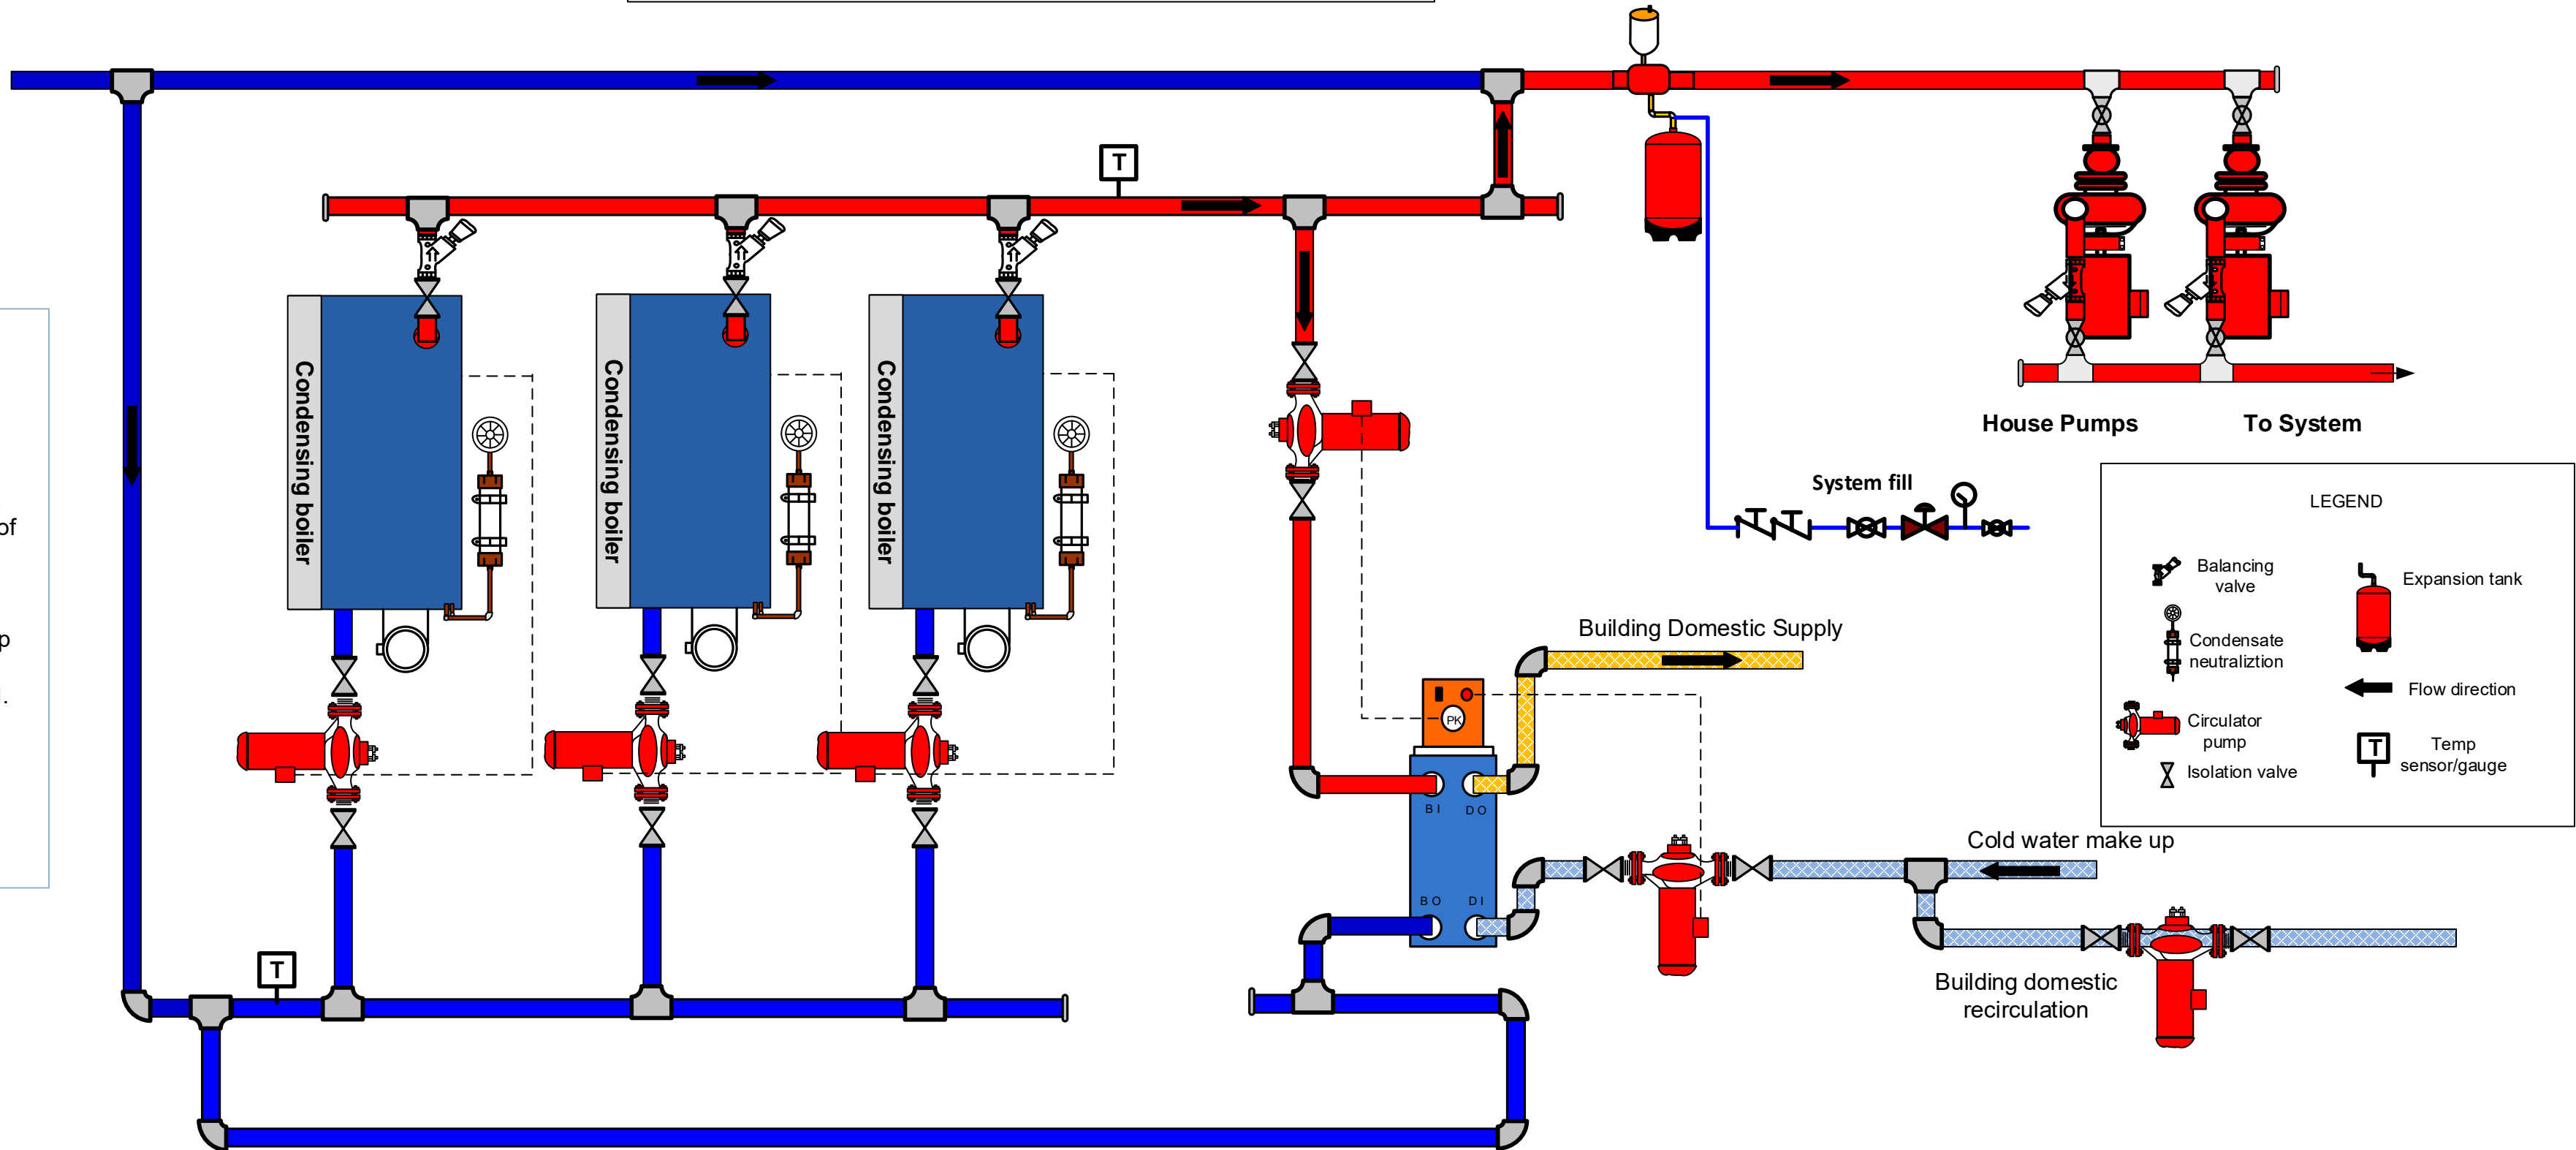 T
Condensing boiler
Condensing boiler
Condensing boiler
of
p
.
House Pumps
To System
System fill
LEGEND
Balancing
valve
Expansion tank
Condensate
neutraliztion
Flow direction
Circulator
pump
T
Temp
sensor/gauge
Isolation valve
Building Domestic Supply
PK
B I
D O
B O
D I
Cold water make up
Building domestic
recirculation
T